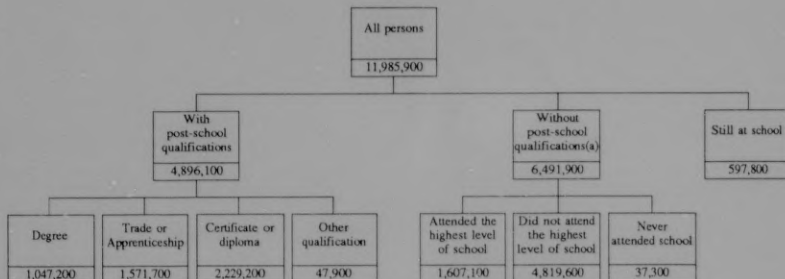 All persons
11,985,900
With
post-school
qualifications
4,896,100
Without
post-school
qualifications(a)
6,491,900
Still at school
597,800
Degree
1,047,200
Trade or
Apprenticeship
1,571,700
Certificate or
diploma
2,229,200
Other
qualification
47,900
Attended the
highest level
of school
1,607,100
Did not attend
the highest
level of school
4,819,600
Never
attended school
37,300